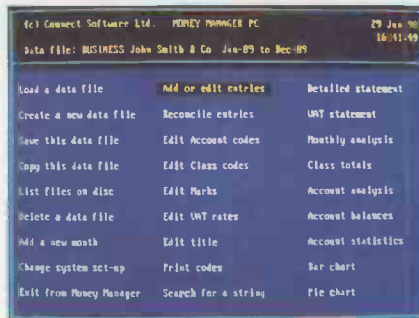 (c) Connect Software Ltd. MONEY MANAGER PC 29 Jan
Data file: BUSINESS John Smith & Co Jan-89 to Dec-89 16:41:49
Load a data file Add or edit entries Detailed statement
Create a new data file Reconcile entries VAT statement
Save this data file Edit Account codes Monthly analysis
Copy this data file Edit Class codes Class totals
List files on disc Edit Marks Account analysis
Delete a data file Edit VAT rates Account balances
Add a new month Edit title Account statistics
Change system set-up Print codes Bar chart
Exit from Money Manager Search for a string Pie chart